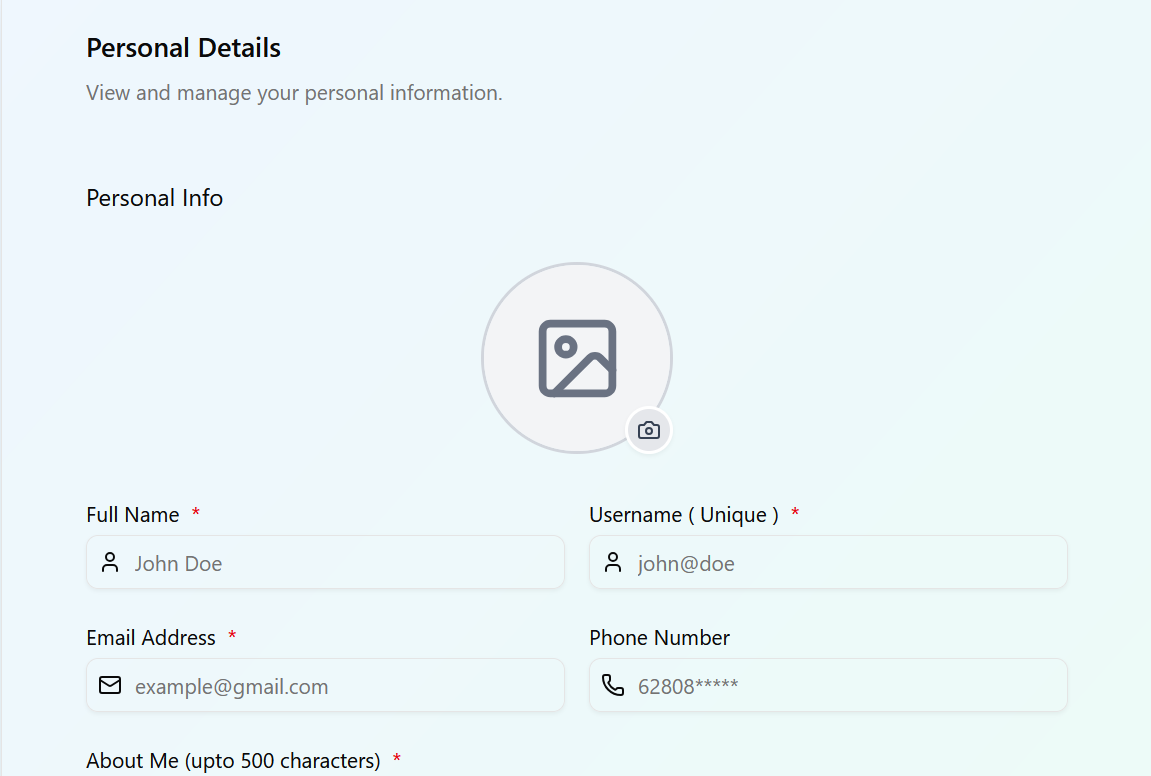 Personal Details
View and manage your personal information.
Personal Info
Full Name *
Username ( Unique ) *
John Doe
john@doe
Email Address *
Phone Number
example@gmail.com
62808*****
About Me (upto 500 characters) *